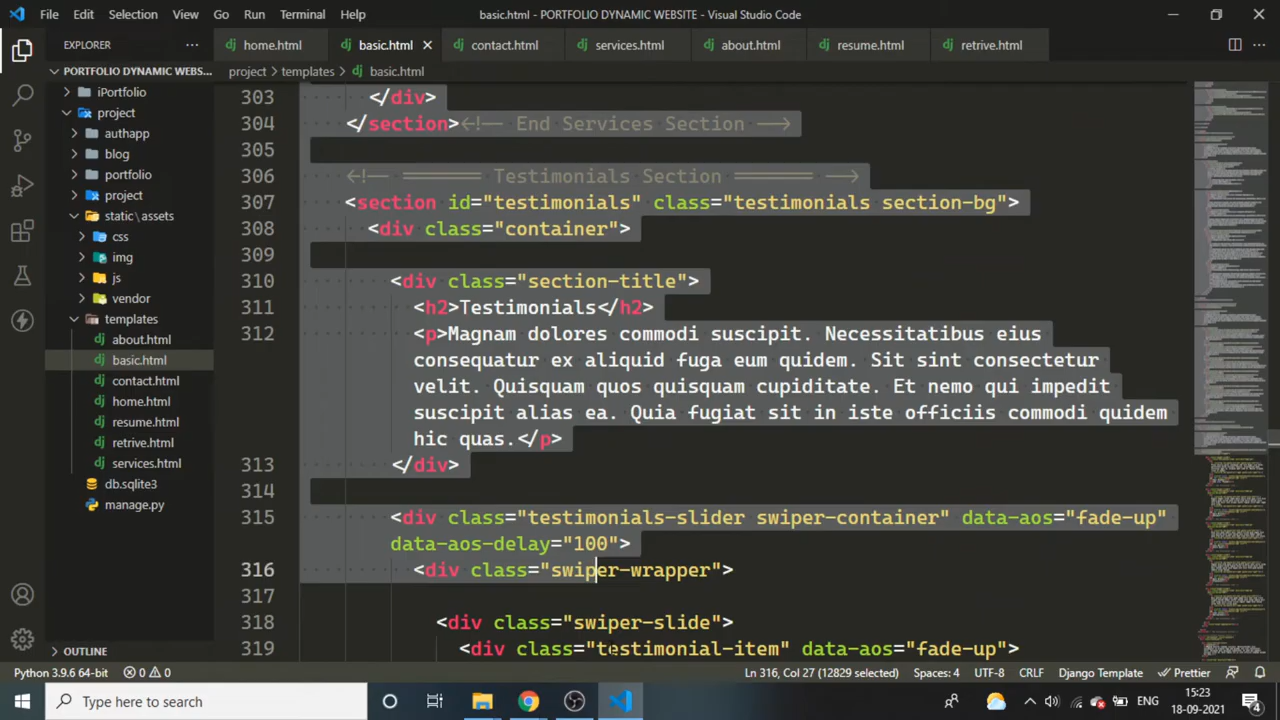 File Edit Selection View Go Run Terminal Help
basic.html - PORTFOLIO DYNAMIC WEBSITE - Visual Studio Code
EXPLORER
home.html
basic.html
contact.html
services.html
about.html
resume.html
retrive.html
PORTFOLIO DYNAMIC WEBS...
project > templates > basic.html
iPortfolio
project
authapp
blog
portfolio
project
static\assets
css
img
js
vendor
templates
about.html
basic.html
contact.html
home.html
resume.html
retrive.html
services.html
db.sqlite3
manage.py
OUTLINE
303 </div>
304 </section><!-- End Services Section -->
305
306 <!-- ======= Testimonials Section ======= -->
307 <section id="testimonials" class="testimonials section-bg">
308 <div class="container">
309
310 <div class="section-title">
311 <h2>Testimonials</h2>
312 <p>Magnam dolores commodi suscipit. Necessitatibus eius
consequatur ex aliquid fuga eum quidem. Sit sint consectetur
velit. Quisquam quos quisquam cupiditate. Et nemo qui impedit
suscipit alias ea. Quia fugiat sit in iste officiis commodi quidem
hic quas.</p>
313 </div>
314
315 <div class="testimonials-slider swiper-container" data-aos="fade-up"
data-aos-delay="100">
316 <div class="swiper-wrapper">
317
318 <div class="swiper-slide">
319 <div class="testimonial-item" data-aos="fade-up">
Python 3.9.6 64-bit 0 0 Ln 316, Col 27 (12829 selected) Spaces: 4 UTF-8 CRLF Django Template Prettier
Type here to search
ENG
15:23
18-09-2021
4